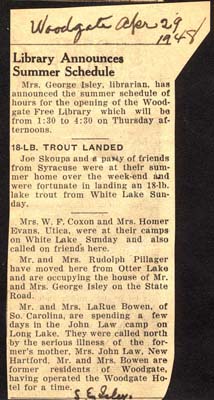 Woodgate Apr 29
1948
Library Announces
Summer Schedule
Mrs. George Isley, librarian, has
announced summer schedule of
hours for the opening of the Wood-
gate Free Library which will be
from 1:30 to 4:30 on Thursday af-
ternoons.
18-LB. TROUT LANDED
Joe Skoupa and a party of friends
from Syracuse were at their sum-
mer home over the week-end and
were fortunate in landing an 18-lb.
lake trout from White Lake Sun-
day.
Mrs. W. F. Coxon and Mrs. Homer
Evans, Utica, were at their camps
on White Lake Sunday and also
called on friends here.
Mr. and Mrs. Rudolph Pillager
have moved here from Otter Lake
and are occupying the house of Mr.
and Mrs. George Isley on the State
Road.
Mr. and Mrs. LaRue Bowen, of
So. Carolina, are spending a few
days in the John Law camp on
Long Lake. They were called north
by the serious illness of the for-
mer's mother, Mrs. John Law, New
Hartford. Mr. and Mrs. Bowen are
former residents of Woodgate,
having operated the Woodgate Ho-
tel for a time.